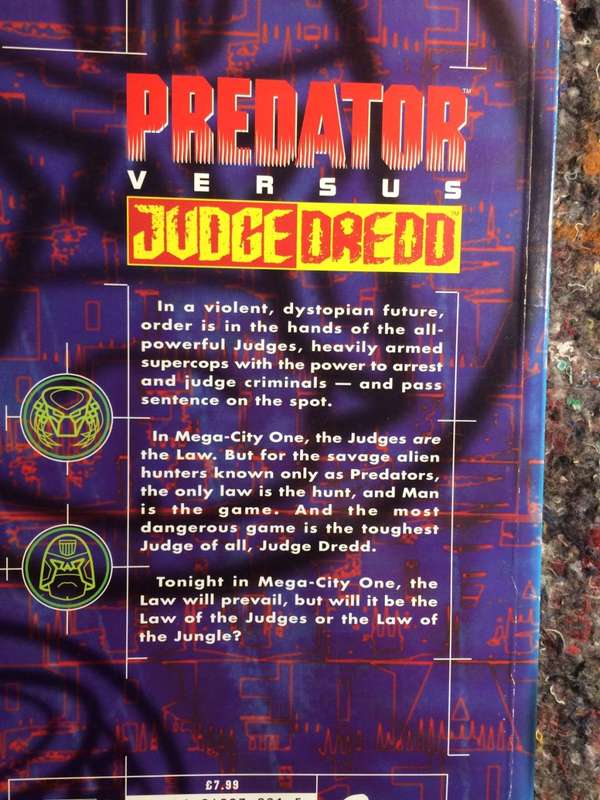 PREDATOR™
VERSUS
JUDGE DREDD™
In a violent, dystopian future,
order is in the hands of the all-
powerful Judges, heavily armed
supercops with the power to arrest
and judge criminals — and pass
sentence on the spot.
In Mega-City One, the Judges are
the Law. But for the savage alien
hunters known only as Predators,
the only law is the hunt, and Man
is the game. And the most
dangerous game is the toughest
Judge of all, Judge Dredd.
Tonight in Mega-City One, the
Law will prevail, but will it be the
Law of the Judges or the Law of
the Jungle?
£7.99